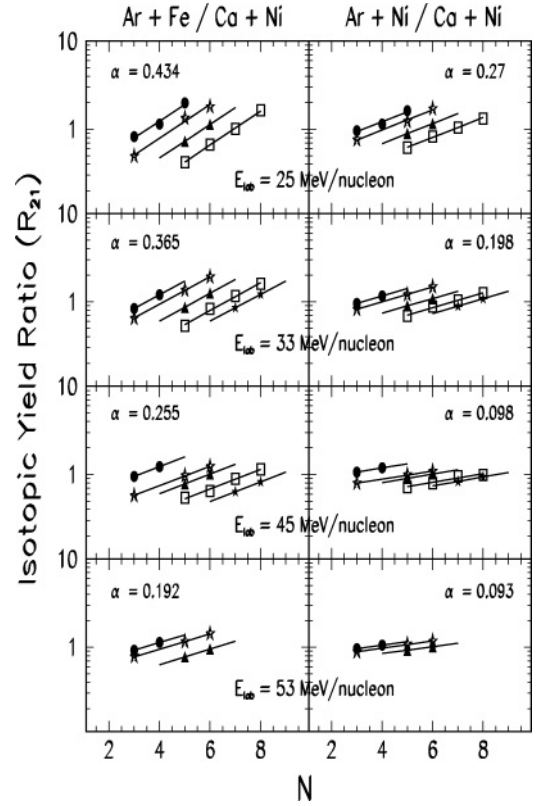 Ar + Fe / Ca + Ni Ar + Ni / Ca + Ni
10
α = 0.434 α = 0.27
1
E_lab = 25 MeV/nucleon
10
α = 0.365 α = 0.198
1
E_lab = 33 MeV/nucleon
10
α = 0.255 α = 0.098
1
E_lab = 45 MeV/nucleon
10
α = 0.192 α = 0.093
1
E_lab = 53 MeV/nucleon
2 4 6 8 2 4 6 8
N
Isotopic Yield Ratio (R₂₁)